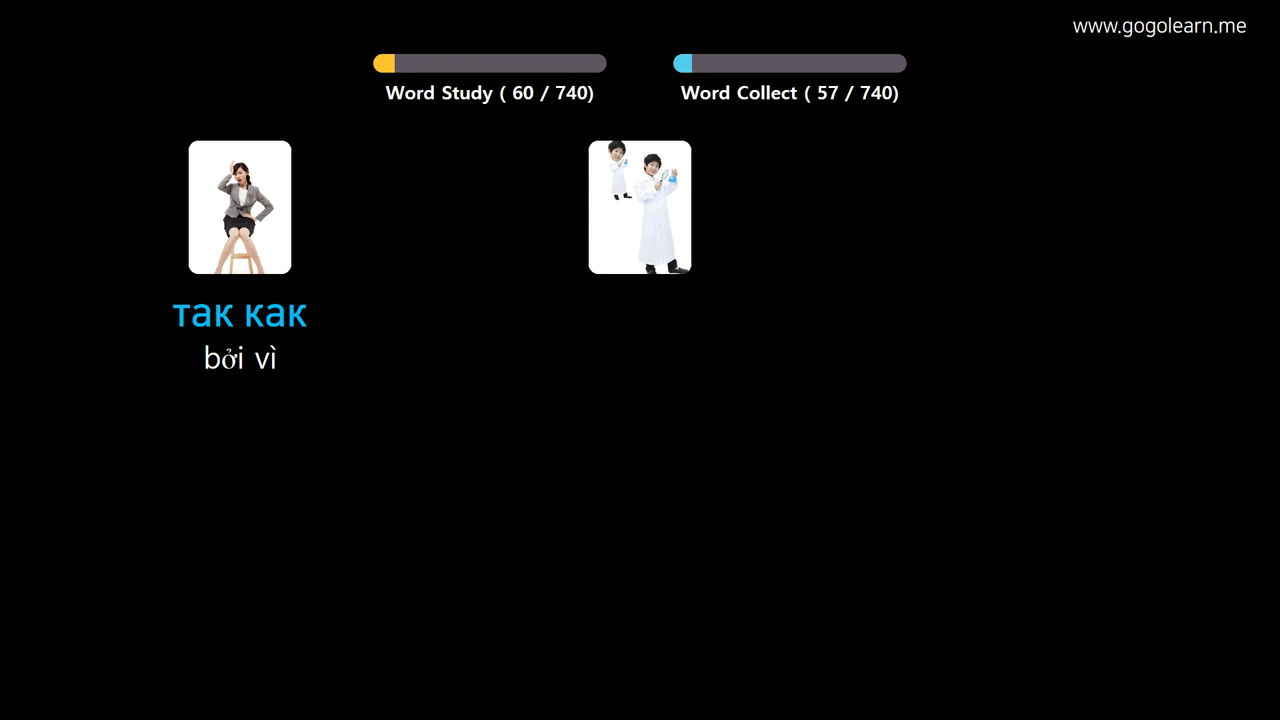 www.gogolearn.me
Word Study ( 60 / 740)
Word Collect ( 57 / 740)
так как
bởi vì